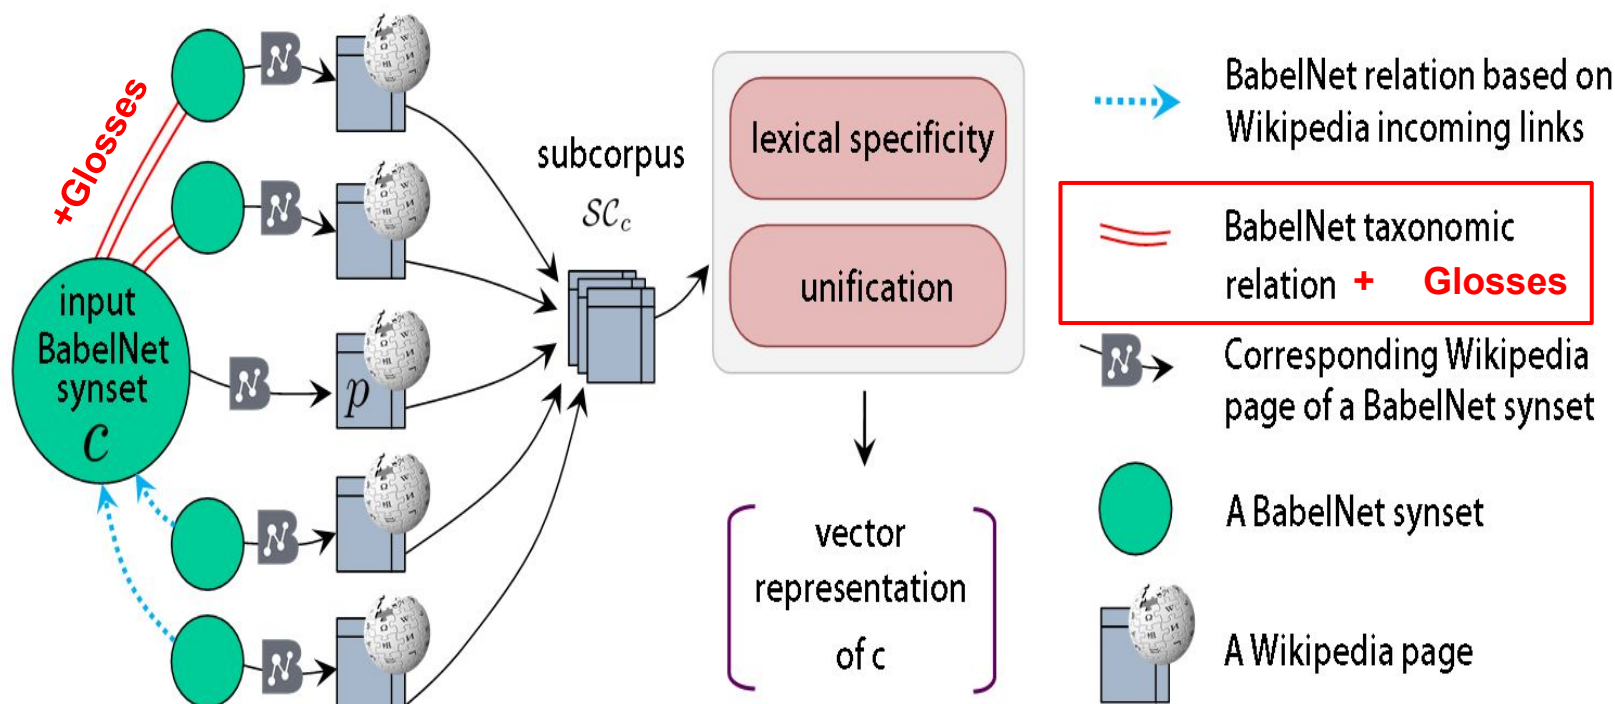 +Glosses
input
BabelNet
synset
c
p
subcorpus
SC_c
lexical specificity
unification
vector
representation
of c
BabelNet relation based on
Wikipedia incoming links
BabelNet taxonomic
relation + Glosses
Corresponding Wikipedia
page of a BabelNet synset
A BabelNet synset
A Wikipedia page